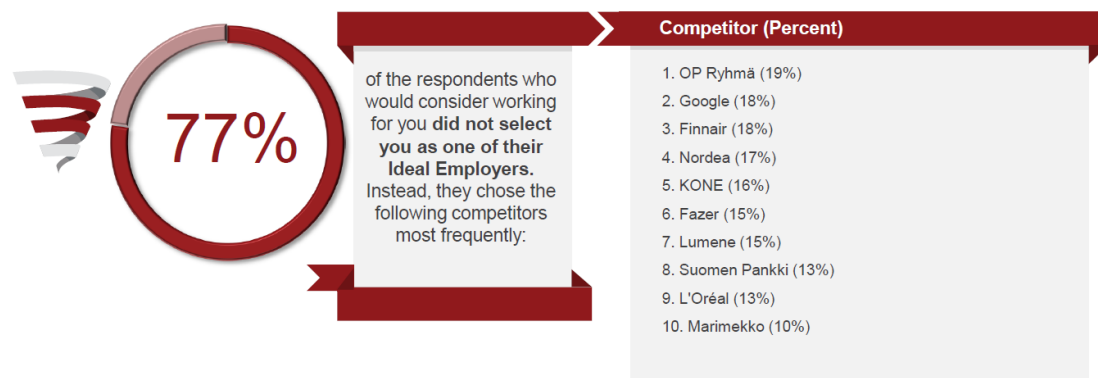 77%
of the respondents who
would consider working
for you did not select
you as one of their
Ideal Employers.
Instead, they chose the
following competitors
most frequently:
Competitor (Percent)
1. OP Ryhmä (19%)
2. Google (18%)
3. Finnair (18%)
4. Nordea (17%)
5. KONE (16%)
6. Fazer (15%)
7. Lumene (15%)
8. Suomen Pankki (13%)
9. L'Oréal (13%)
10. Marimekko (10%)